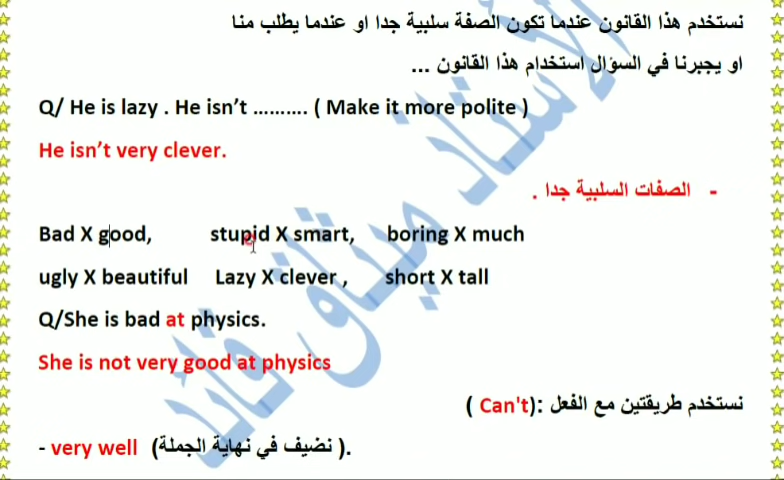 نستخدم هذا القانون عندما تكون الصفة سلبية جدا او عندما يطلب منا
او يجبرنا في السؤال استخدام هذا القانون ...
Q/ He is lazy . He isn’t .......... ( Make it more polite )
He isn’t very clever.
- الصفات السلبية جدا .
Bad X good, stupid X smart, boring X much
ugly X beautiful Lazy X clever , short X tall
Q/She is bad at physics.
She is not very good at physics
نستخدم طريقتين مع الفعل :(Can't )
- very well (نضيف في نهاية الجملة ).